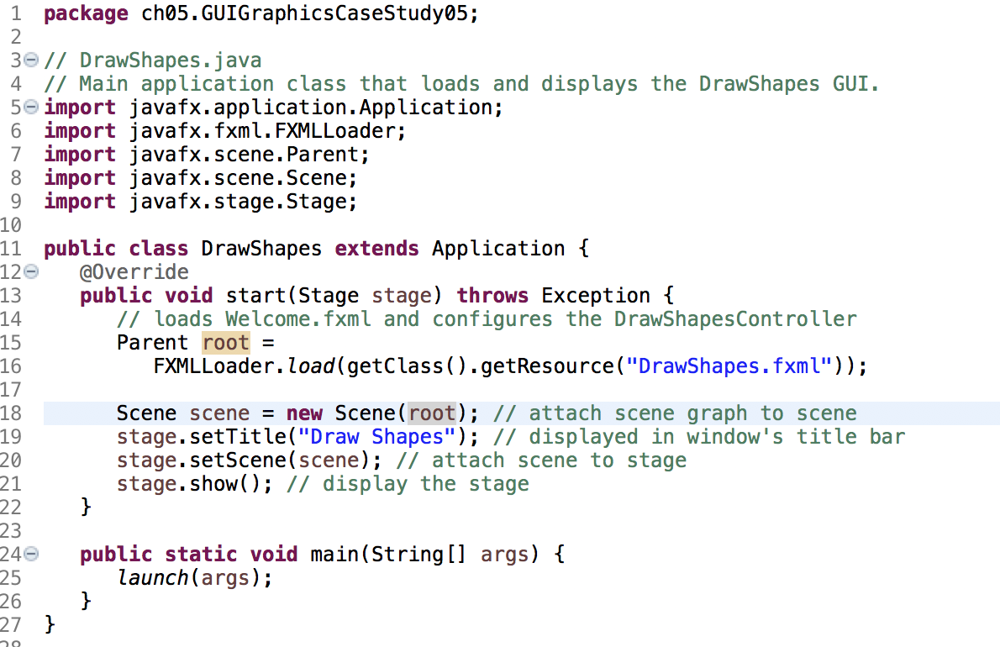 1 package ch05.GUIGraphicsCaseStudy05;
2
3 // DrawShapes.java
4 // Main application class that loads and displays the DrawShapes GUI.
5 import javafx.application.Application;
6 import javafx.fxml.FXMLLoader;
7 import javafx.scene.Parent;
8 import javafx.scene.Scene;
9 import javafx.stage.Stage;
10
11 public class DrawShapes extends Application {
12    @Override
13    public void start(Stage stage) throws Exception {
14       // loads Welcome.fxml and configures the DrawShapesController
15       Parent root =
16          FXMLLoader.load(getClass().getResource("DrawShapes.fxml"));
17
18       Scene scene = new Scene(root); // attach scene graph to scene
19       stage.setTitle("Draw Shapes"); // displayed in window's title bar
20       stage.setScene(scene); // attach scene to stage
21       stage.show(); // display the stage
22    }
23
24    public static void main(String[] args) {
25       launch(args);
26    }
27 }
28